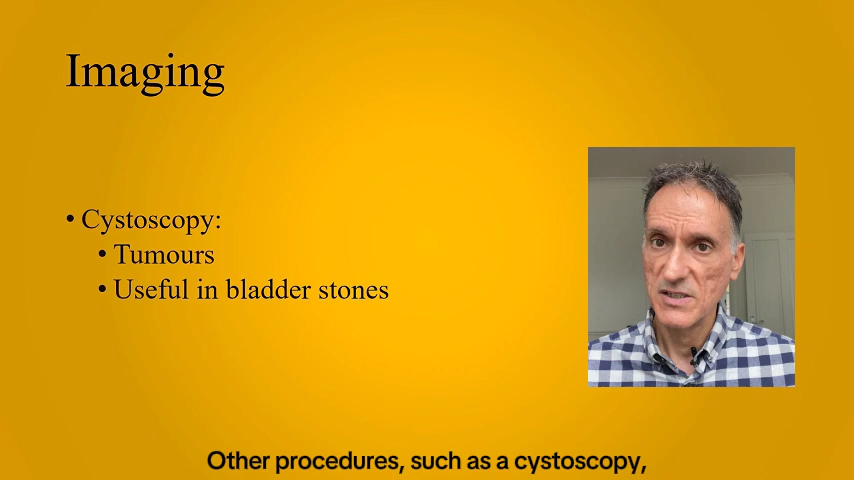 Imaging
• Cystoscopy:
• Tumours
• Useful in bladder stones
Other procedures, such as a cystoscopy,